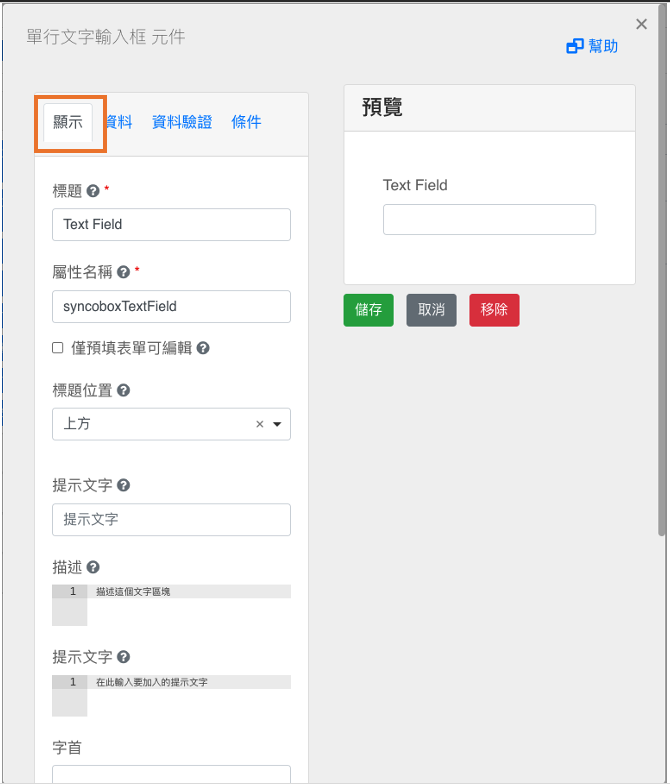 單行文字輸入框 元件
×
幫助
顯示 資料 資料驗證 條件
標題 *
Text Field
屬性名稱 *
syncoboxTextField
僅預填表單可編輯
標題位置
上方 ×
提示文字
提示文字
描述
1 描述這個文字區塊
提示文字
1 在此輸入要加入的提示文字
字首
預覽
Text Field
儲存 取消 移除